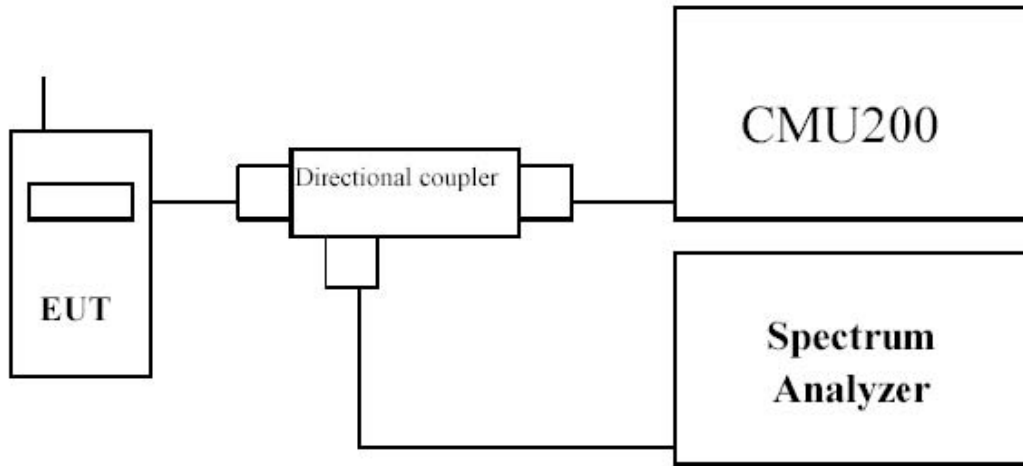 CMU200
Directional coupler
EUT
Spectrum
Analyzer